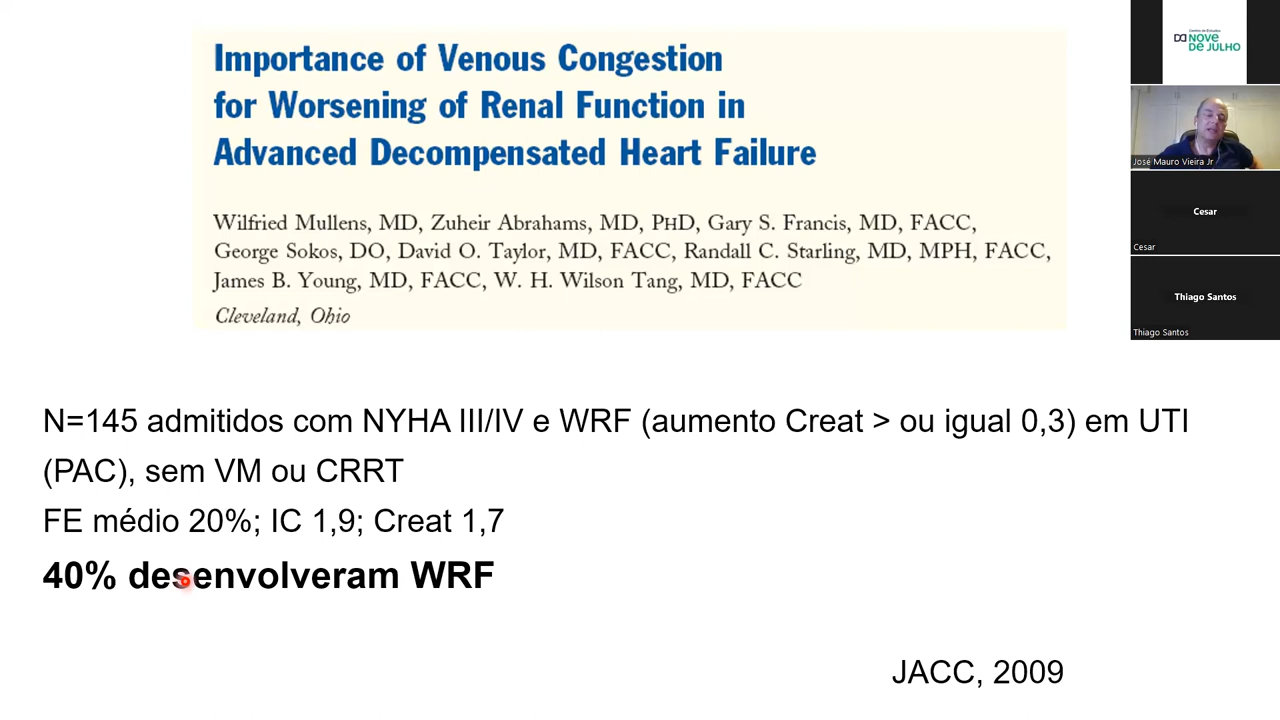 Importance of Venous Congestion
for Worsening of Renal Function in
Advanced Decompensated Heart Failure
Wilfried Mullens, MD, Zuheir Abrahams, MD, PHD, Gary S. Francis, MD, FACC,
George Sokos, DO, David O. Taylor, MD, FACC, Randall C. Starling, MD, MPH, FACC,
James B. Young, MD, FACC, W. H. Wilson Tang, MD, FACC
Cleveland, Ohio
N=145 admitidos com NYHA III/IV e WRF (aumento Creat > ou igual 0,3) em UTI
(PAC), sem VM ou CRRT
FE médio 20%; IC 1,9; Creat 1,7
40% desenvolveram WRF
JACC, 2009
Centro de Estudos
NOVE
DE JULHO
José Mauro Vieira Jr
Cesar
Cesar
Thiago Santos
Thiago Santos